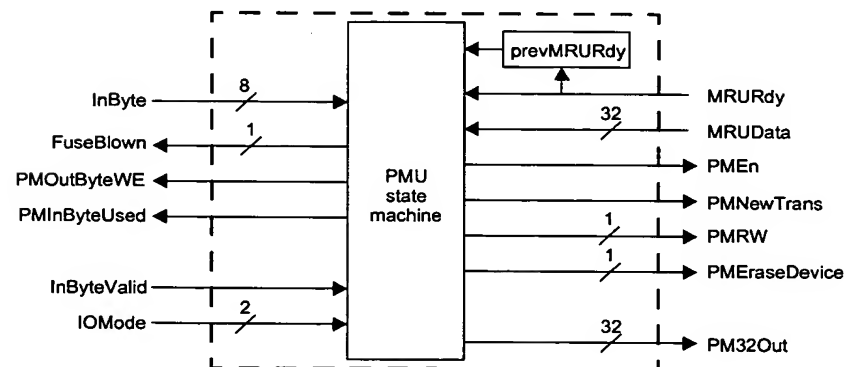 prevMRURdy
InByte
8
MRURdy
FuseBlown
1
32
MRUData
PMOutByteWE
PMU
state
machine
PMEn
PMInByteUsed
PMNewTrans
1
PMRW
1
PMEraseDevice
InByteValid
IOMode
2
32
PM32Out